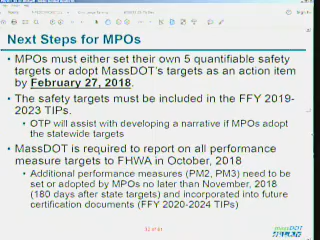 Next Steps for MPOs
• MPOs must either set their own 5 quantifiable safety
targets or adopt MassDOT's targets as an action item
by February 27, 2018.
• The safety targets must be included in the FFY 2019-
2023 TIPs.
• OTP will assist with developing a narrative if MPOs adopt
the statewide targets
• MassDOT is required to report on all performance
measure targets to FHWA in October, 2018
• Additional performance measures (PM2, PM3) need to be
set or adopted by MPOs no later than November, 2018
(180 days after state targets) and incorporated into future
certification documents (FFY 2020-2024 TIPs)
massDOT